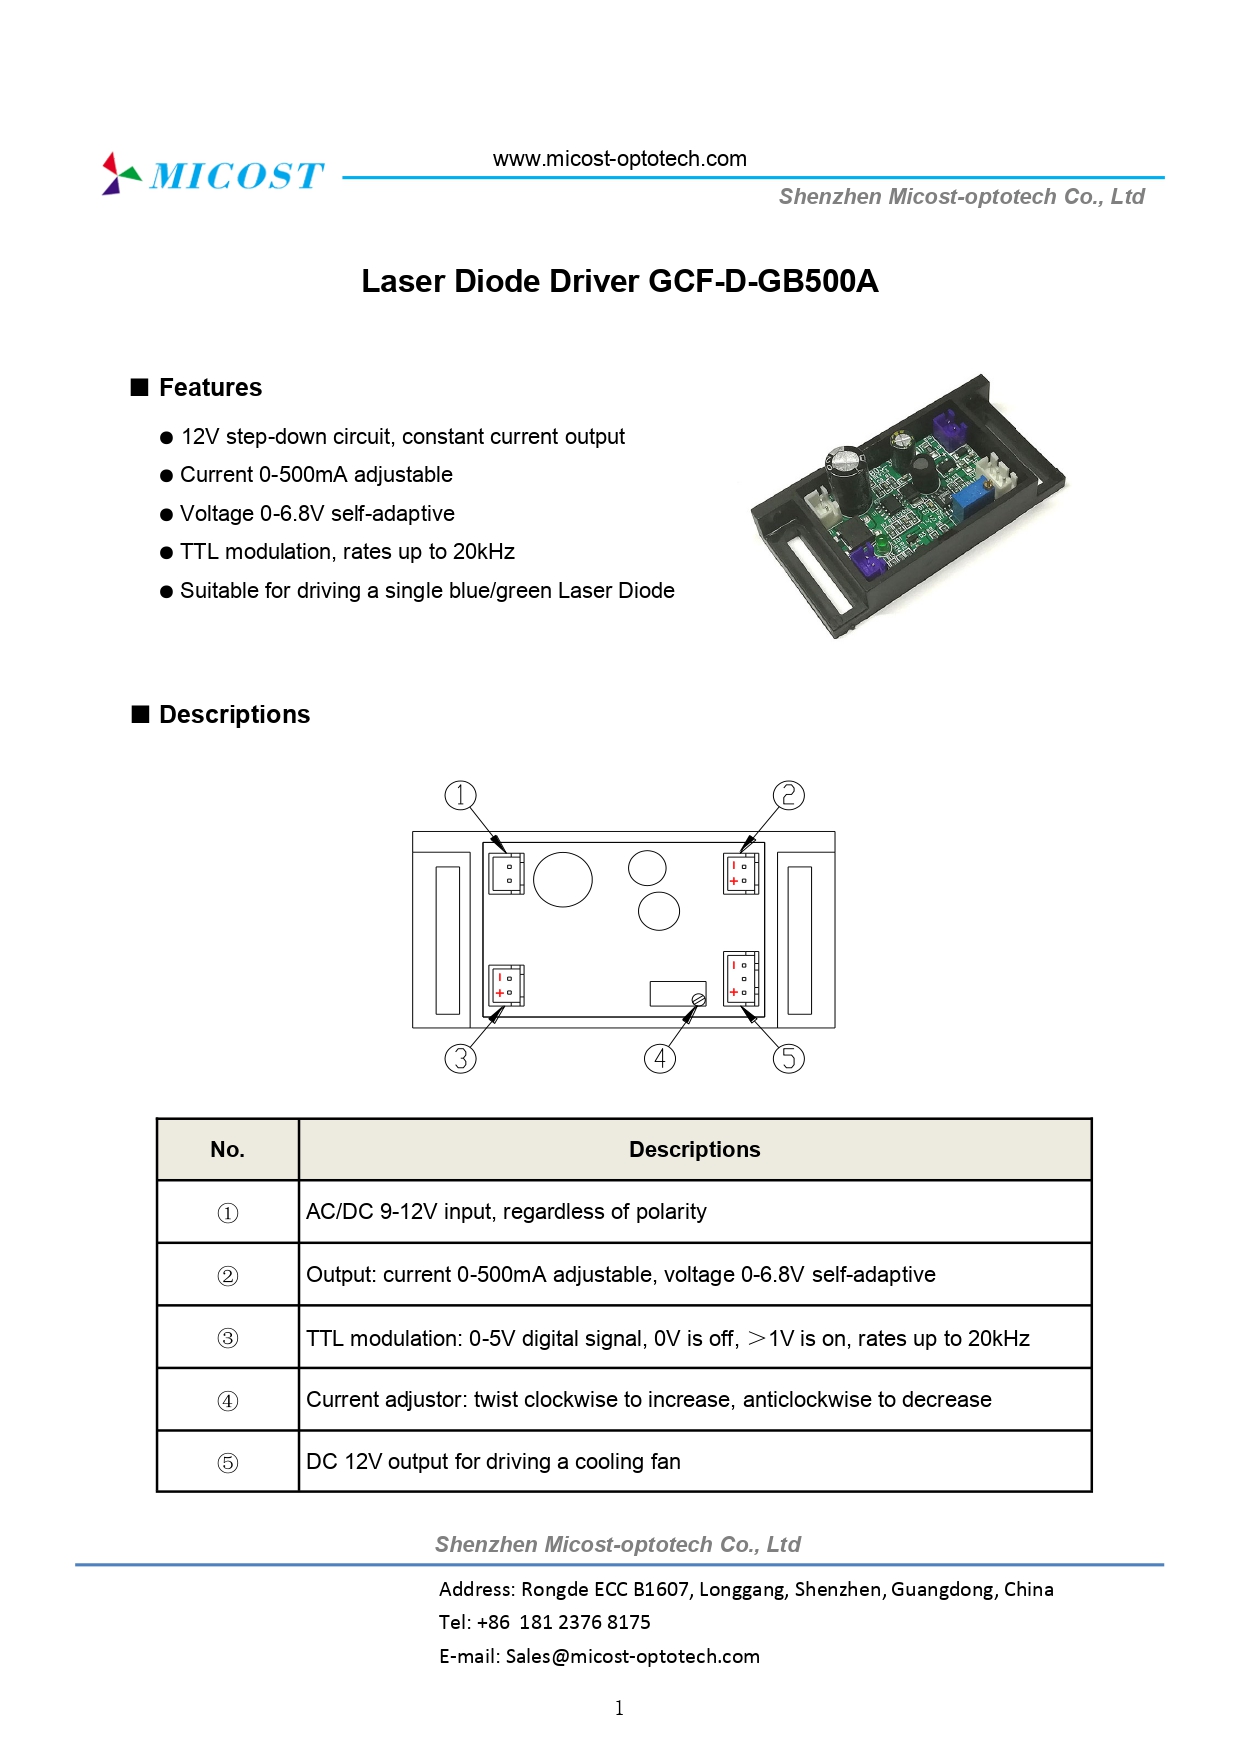 MICOST
www.micost-optotech.com
Shenzhen Micost-optotech Co., Ltd
Laser Diode Driver GCF-D-GB500A
■ Features
● 12V step-down circuit, constant current output
● Current 0-500mA adjustable
● Voltage 0-6.8V self-adaptive
● TTL modulation, rates up to 20kHz
● Suitable for driving a single blue/green Laser Diode
■ Descriptions
① ②
- +
- +
- +
③ ④ ⑤
No. Descriptions
① AC/DC 9-12V input, regardless of polarity
② Output: current 0-500mA adjustable, voltage 0-6.8V self-adaptive
③ TTL modulation: 0-5V digital signal, 0V is off, ＞1V is on, rates up to 20kHz
④ Current adjustor: twist clockwise to increase, anticlockwise to decrease
⑤ DC 12V output for driving a cooling fan
Shenzhen Micost-optotech Co., Ltd
Address: Rongde ECC B1607, Longgang, Shenzhen, Guangdong, China
Tel: +86 181 2376 8175
E-mail: Sales@micost-optotech.com
1